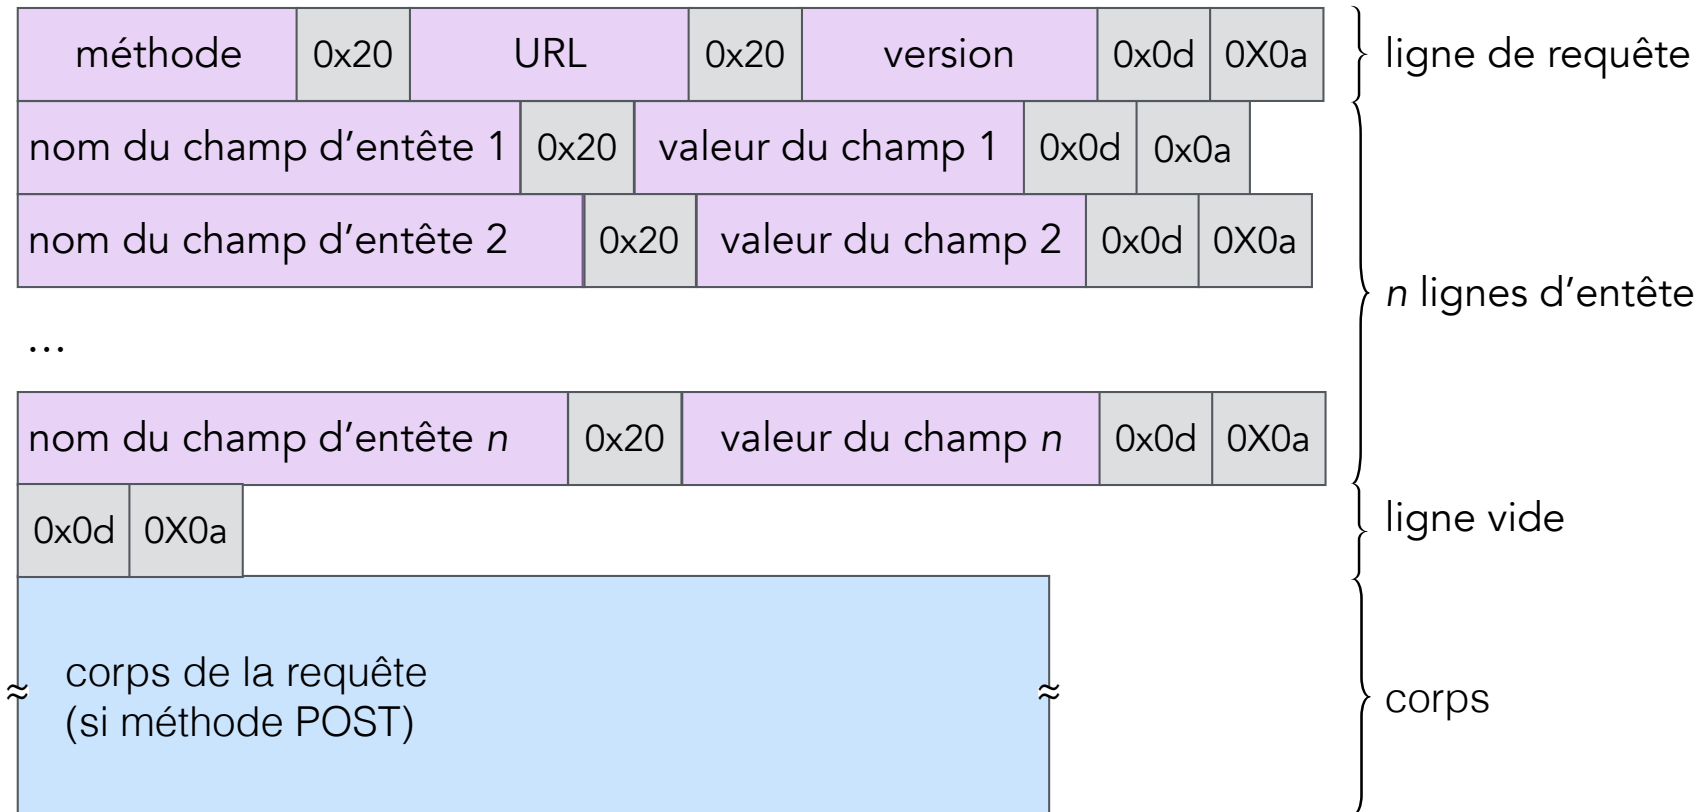 méthode 0x20 URL 0x20 version 0x0d 0X0a ligne de requête
nom du champ d'entête 1 0x20 valeur du champ 1 0x0d 0x0a
nom du champ d'entête 2 0x20 valeur du champ 2 0x0d 0X0a
n lignes d'entête
...
nom du champ d'entête n 0x20 valeur du champ n 0x0d 0X0a
0x0d 0X0a ligne vide
corps de la requête
(si méthode POST)
≈ ≈ corps